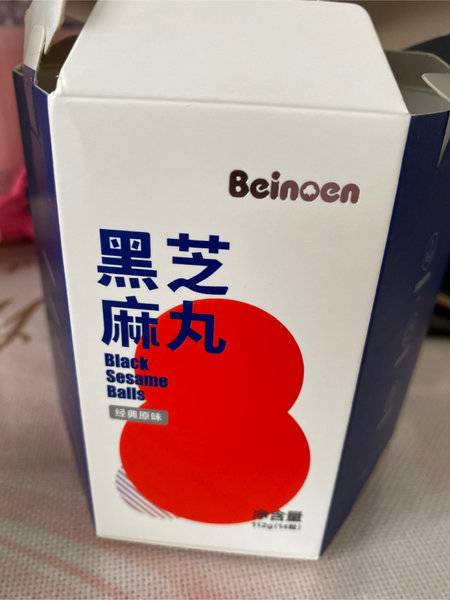 Beinoen
黑芝
麻丸
Black
Sesame
Balls
经典原味
净含量
112g(14粒)